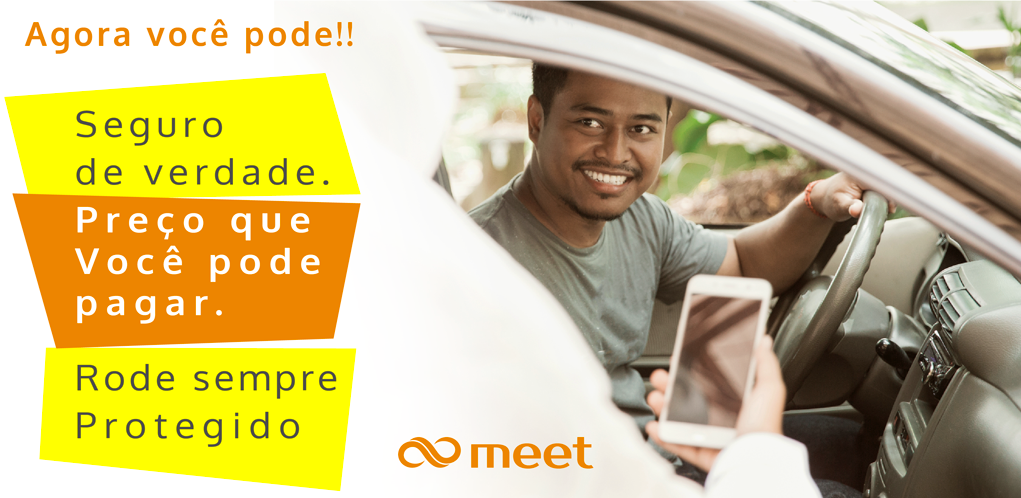 Agora você pode!!
Seguro
de verdade.
Preço que
Você pode
pagar.
Rode sempre
Protegido
meet